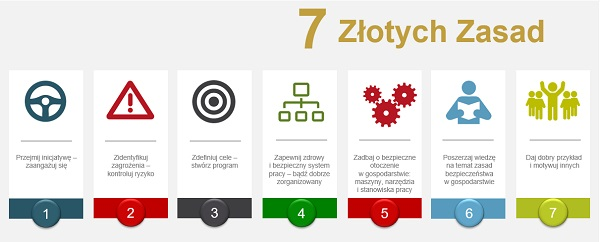 7 Złotych Zasad
Przejmij inicjatywę –
zaangażuj się
Zidentyfikuj
zagrożenia –
kontroluj ryzyko
Zdefiniuj cele –
stwórz program
Zapewnij zdrowy
i bezpieczny system
pracy – bądź dobrze
zorganizowany
Zadbaj o bezpieczne
otoczenie
w gospodarstwie:
maszyny, narzędzia
i stanowiska pracy
Poszerzaj wiedzę
na temat zasad
bezpieczeństwa
w gospodarstwie
Daj dobry przykład
i motywuj innych
1
2
3
4
5
6
7